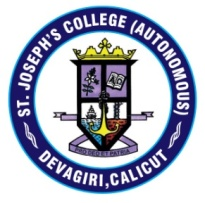 ST. JOSEPH'S COLLEGE (AUTONOMOUS)
DEVAGIRI, CALICUT